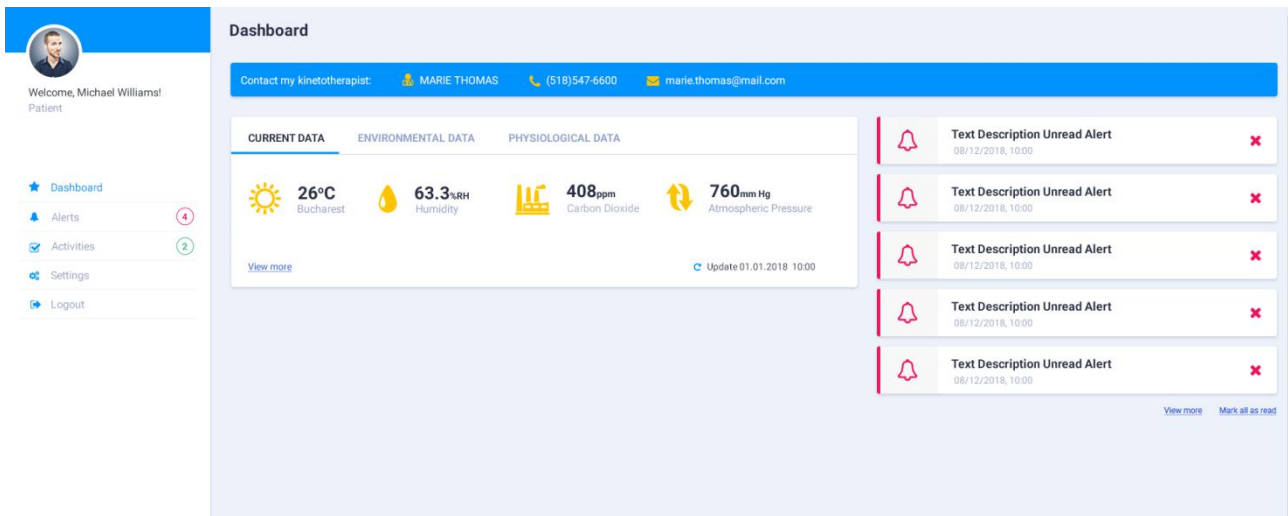 Dashboard
Welcome, Michael Williams!
Patient
Dashboard
Alerts 4
Activities 2
Settings
Logout
Contact my kinetotherapist: MARIE THOMAS (518)547-6600 marie.thomas@mail.com
CURRENT DATA ENVIRONMENTAL DATA PHYSIOLOGICAL DATA
26ºC 63.3%RH 408ppm 760mm Hg
Bucharest Humidity Carbon Dioxide Atmospheric Pressure
View more Update 01.01.2018 10:00
Text Description Unread Alert
08/12/2018, 10:00
Text Description Unread Alert
08/12/2018, 10:00
Text Description Unread Alert
08/12/2018, 10:00
Text Description Unread Alert
08/12/2018, 10:00
Text Description Unread Alert
08/12/2018, 10:00
View more Mark all as read